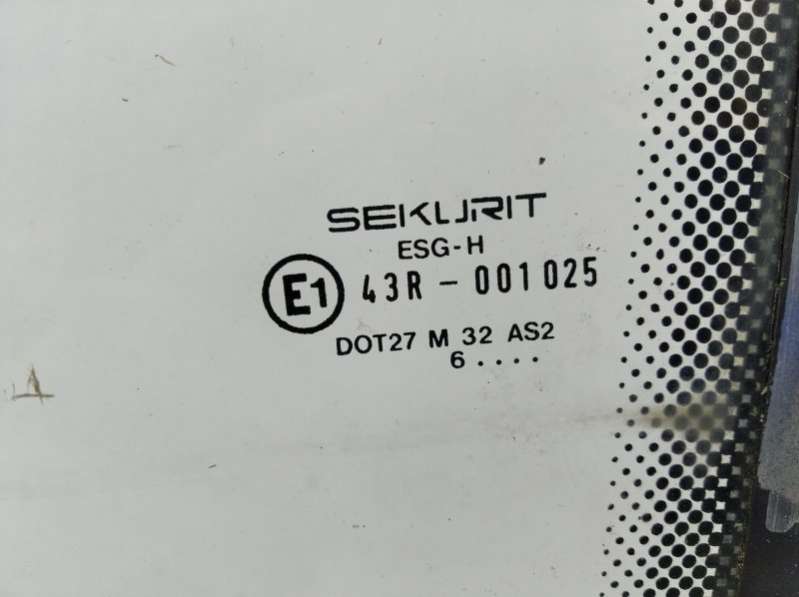 SEKURIT
ESG-H
E1 43R - 001025
DOT27 M 32 AS2
6 . . . .